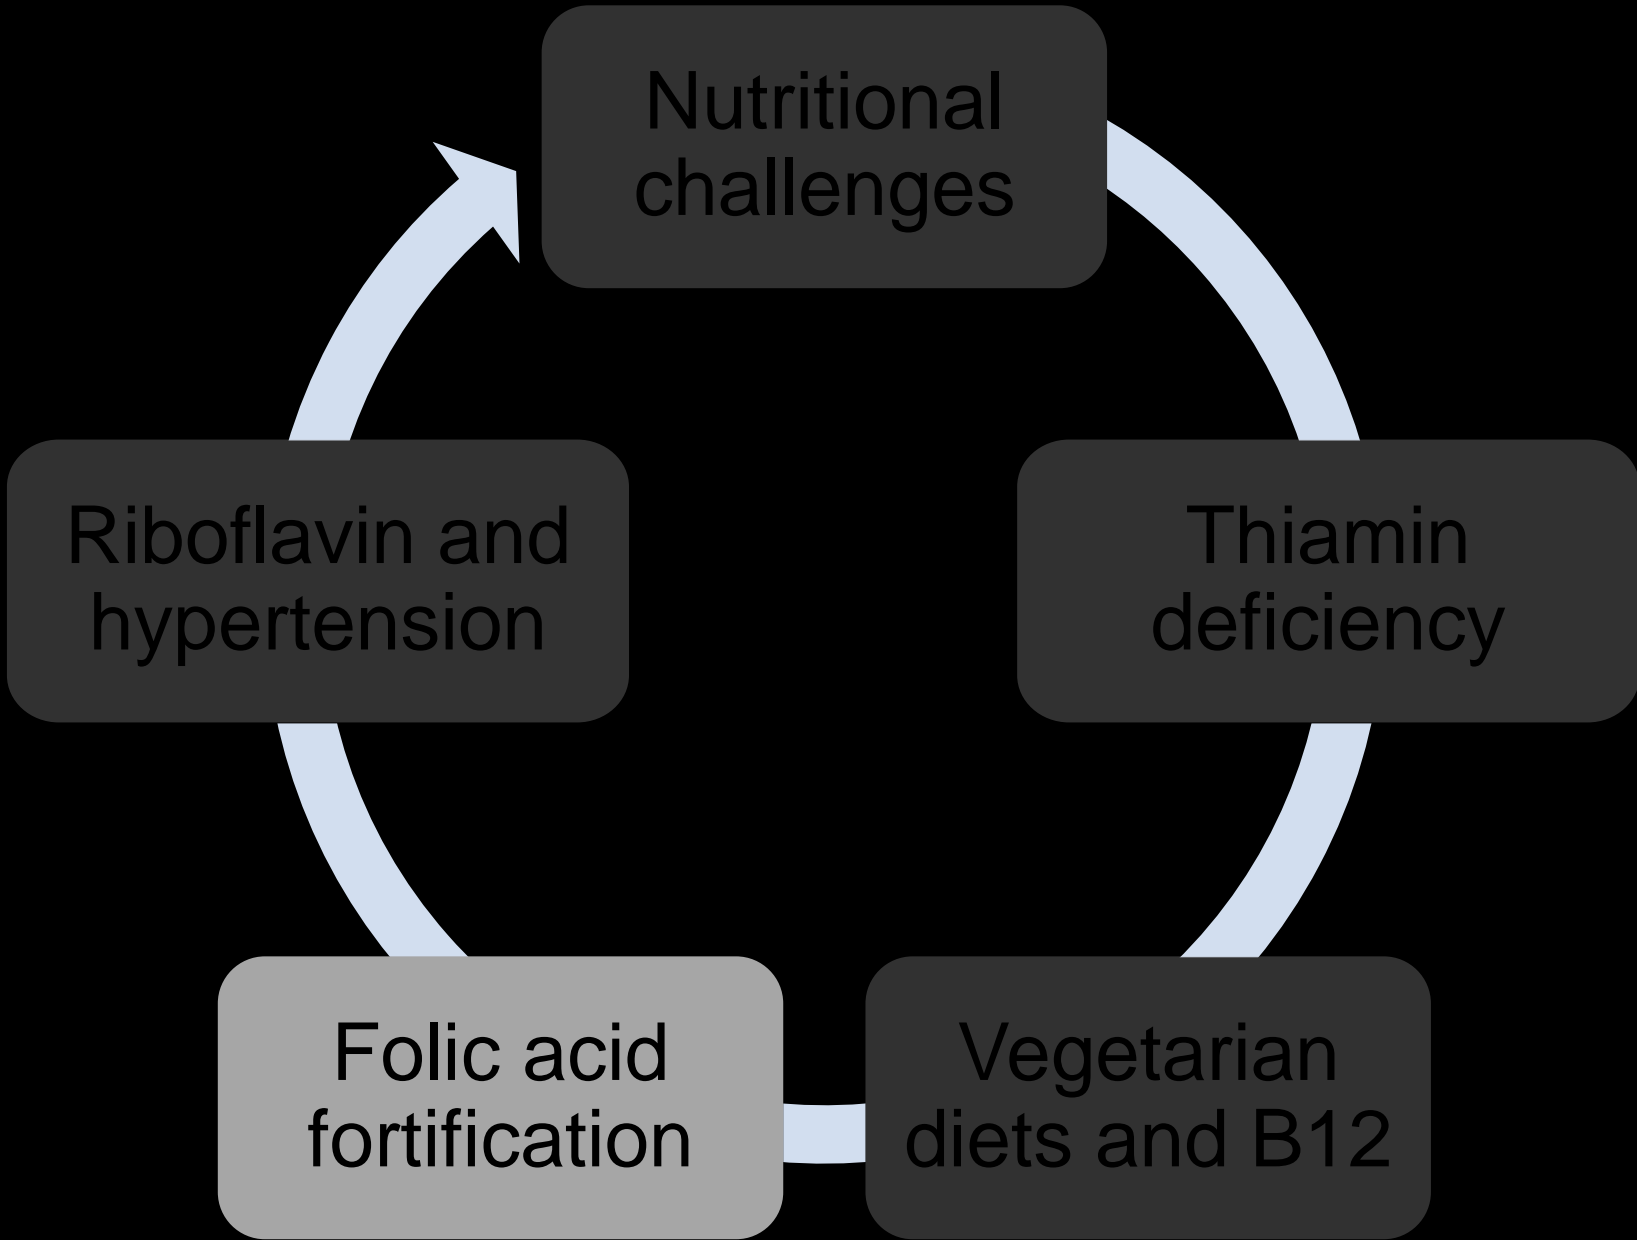 Nutritional
challenges
Thiamin
deficiency
Vegetarian
diets and B12
Folic acid
fortification
Riboflavin and
hypertension